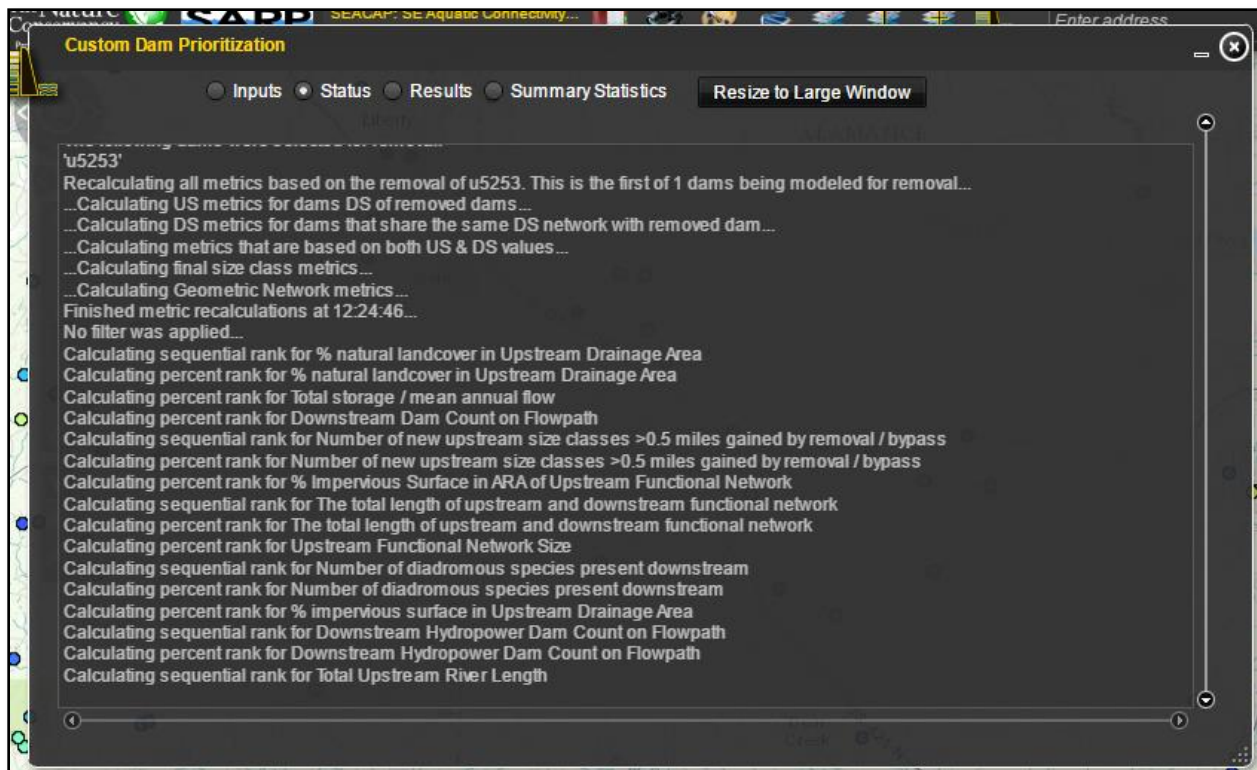 Nature
Conservancy
SARP
SEACAP: SE Aquatic Connectivity...
Enter address
Custom Dam Prioritization
Inputs Status Results Summary Statistics Resize to Large Window
The following dams were selected for removal...
'u5253'
Recalculating all metrics based on the removal of u5253. This is the first of 1 dams being modeled for removal...
...Calculating US metrics for dams DS of removed dams...
...Calculating DS metrics for dams that share the same DS network with removed dam...
...Calculating metrics that are based on both US & DS values...
...Calculating final size class metrics...
...Calculating Geometric Network metrics...
Finished metric recalculations at 12:24:46...
No filter was applied...
Calculating sequential rank for % natural landcover in Upstream Drainage Area
Calculating percent rank for % natural landcover in Upstream Drainage Area
Calculating percent rank for Total storage / mean annual flow
Calculating percent rank for Downstream Dam Count on Flowpath
Calculating sequential rank for Number of new upstream size classes >0.5 miles gained by removal / bypass
Calculating percent rank for Number of new upstream size classes >0.5 miles gained by removal / bypass
Calculating percent rank for % Impervious Surface in ARA of Upstream Functional Network
Calculating sequential rank for The total length of upstream and downstream functional network
Calculating percent rank for The total length of upstream and downstream functional network
Calculating percent rank for Upstream Functional Network Size
Calculating sequential rank for Number of diadromous species present downstream
Calculating percent rank for Number of diadromous species present downstream
Calculating percent rank for % impervious surface in Upstream Drainage Area
Calculating sequential rank for Downstream Hydropower Dam Count on Flowpath
Calculating percent rank for Downstream Hydropower Dam Count on Flowpath
Calculating sequential rank for Total Upstream River Length